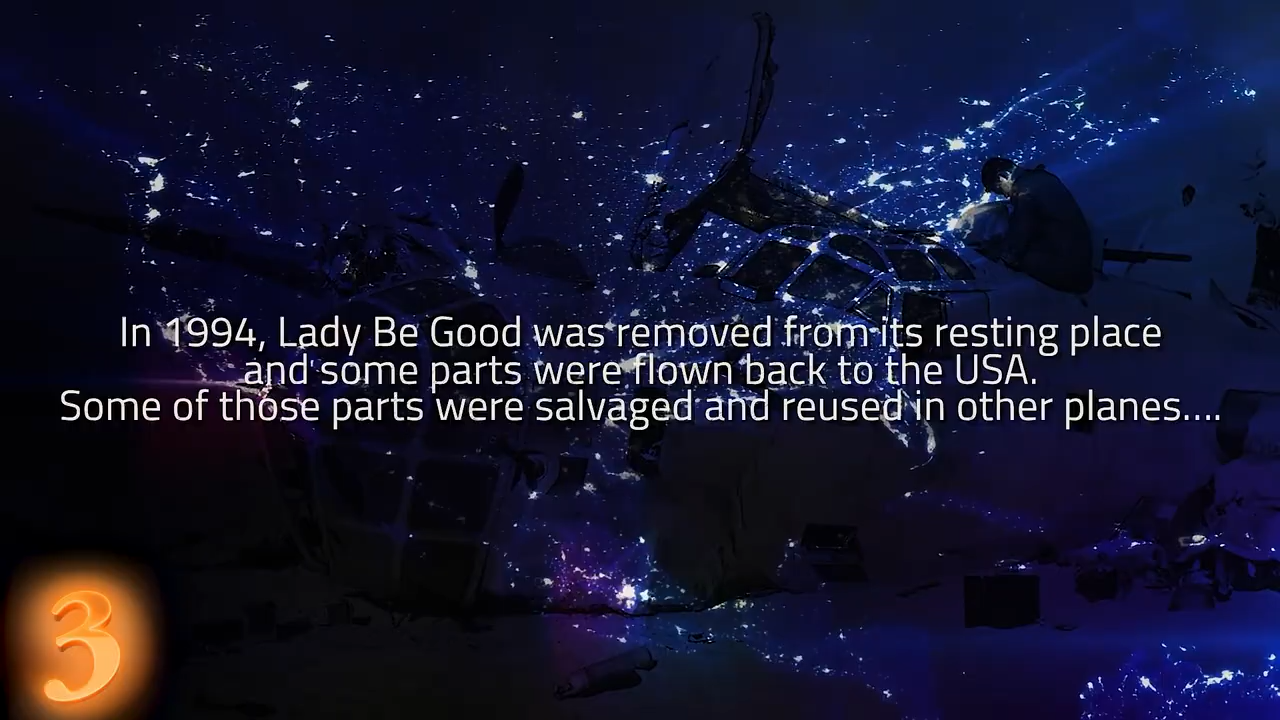 In 1994, Lady Be Good was removed from its resting place
and some parts were flown back to the USA.
Some of those parts were salvaged and reused in other planes....
3